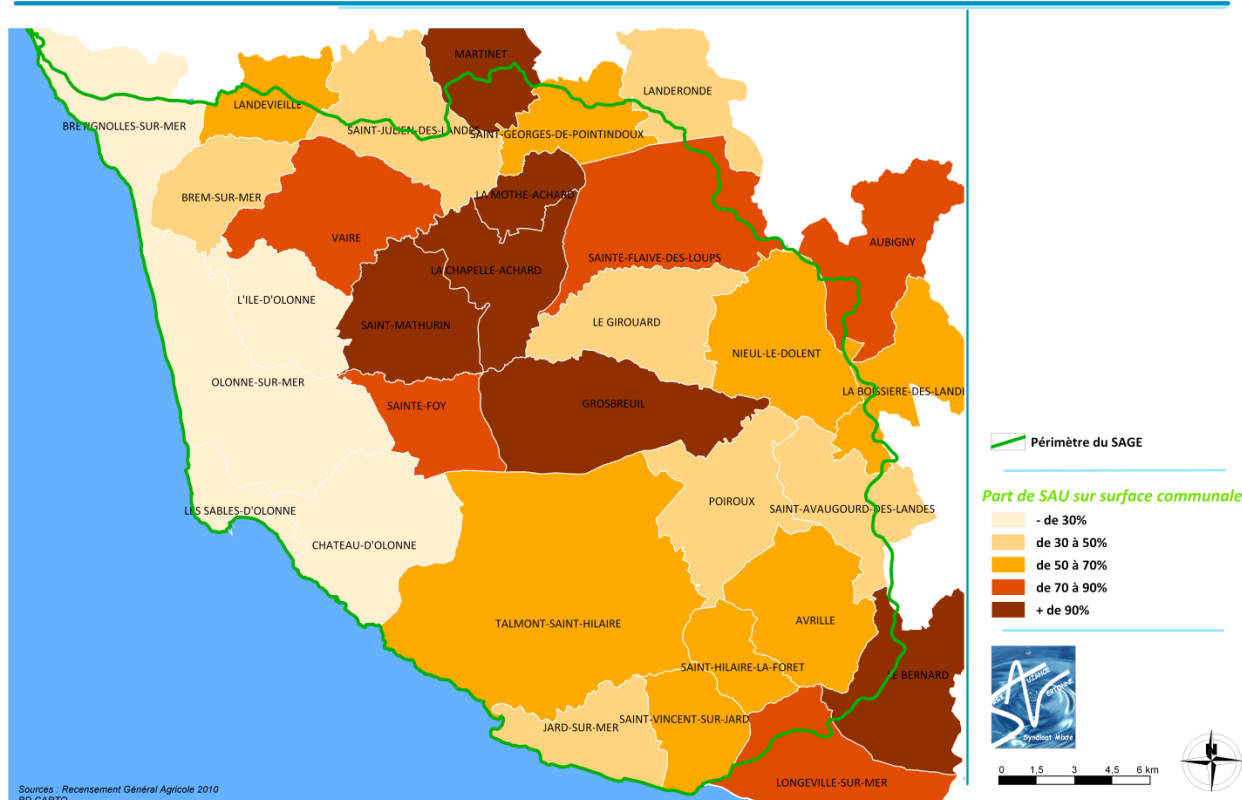 MARTINET
LANDERONDE
LANDEVIEILLE
BRETIGNOLLES-SUR-MER
SAINT-JULIEN-DES-LANDES
SAINT-GEORGES-DE-POINTINDOUX
BREM-SUR-MER
LA MOTHE-ACHARD
VAIRE
AUBIGNY
SAINTE-FLAIVE-DES-LOUPS
LA CHAPELLE-ACHARD
L'ILE-D'OLONNE
SAINT-MATHURIN
LE GIROUARD
NIEUL-LE-DOLENT
OLONNE-SUR-MER
LA BOISSIERE-DES-LANDI
SAINTE-FOY
GROSBREUIL
POIROUX
SAINT-AVAUGOURD-DES-LANDES
LES SABLES-D'OLONNE
CHATEAU-D'OLONNE
TALMONT-SAINT-HILAIRE
AVRILLE
SAINT-HILAIRE-LA-FORET
LE BERNARD
SAINT-VINCENT-SUR-JARD
JARD-SUR-MER
LONGEVILLE-SUR-MER
Sources : Recensement Général Agricole 2010
BD CARTO
Périmètre du SAGE
Part de SAU sur surface communale
- de 30%
de 30 à 50%
de 50 à 70%
de 70 à 90%
+ de 90%
Syndicat Mixte
N
0 1,5 3 4,5 6 km